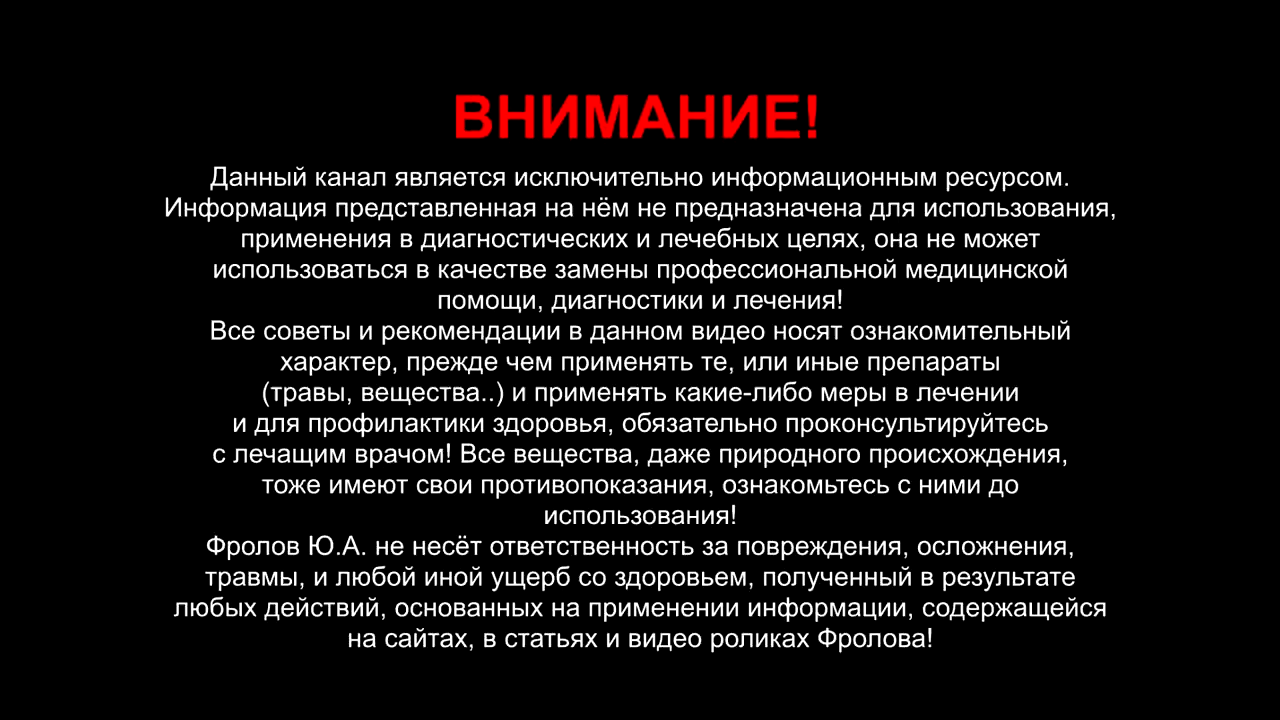 ВНИМАНИЕ!
Данный канал является исключительно информационным ресурсом.
Информация представленная на нём не предназначена для использования,
применения в диагностических и лечебных целях, она не может
использоваться в качестве замены профессиональной медицинской
помощи, диагностики и лечения!
Все советы и рекомендации в данном видео носят ознакомительный
характер, прежде чем применять те, или иные препараты
(травы, вещества..) и применять какие-либо меры в лечении
и для профилактики здоровья, обязательно проконсультируйтесь
с лечащим врачом! Все вещества, даже природного происхождения,
тоже имеют свои противопоказания, ознакомьтесь с ними до
использования!
Фролов Ю.А. не несёт ответственность за повреждения, осложнения,
травмы, и любой иной ущерб со здоровьем, полученный в результате
любых действий, основанных на применении информации, содержащейся
на сайтах, в статьях и видео роликах Фролова!